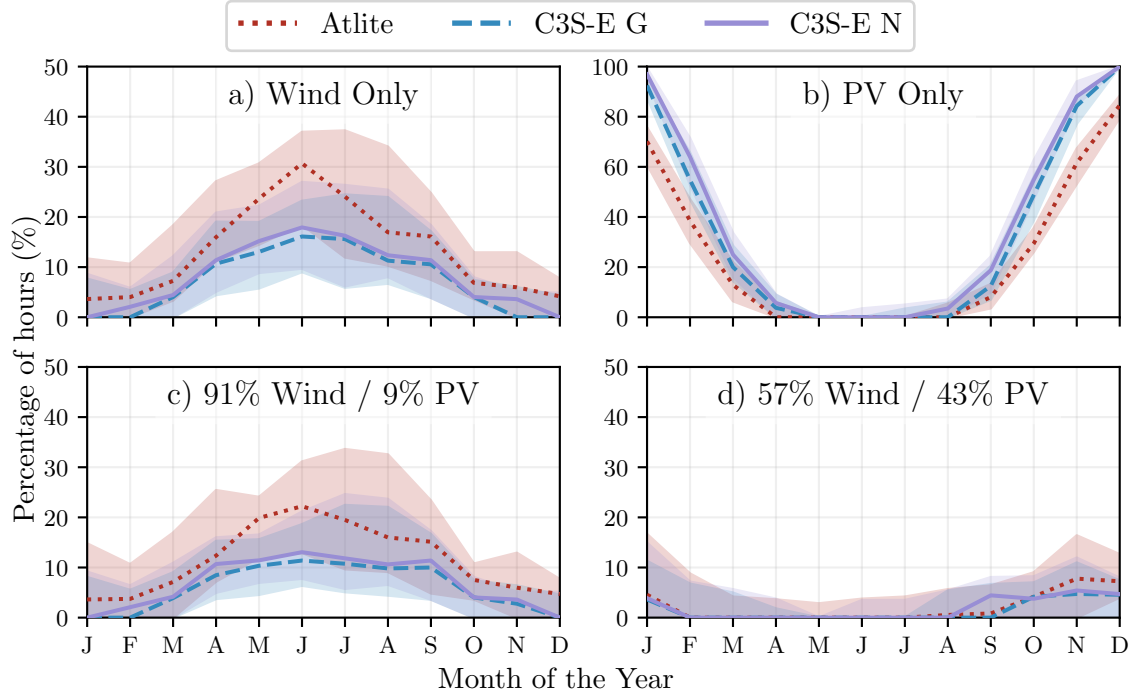 Atlite C3S-E G C3S-E N
Percentage of hours (%)
a) Wind Only
50
40
30
20
10
0
J F M A M J J A S O N D
b) PV Only
100
80
60
40
20
0
c) 91% Wind / 9% PV
50
40
30
20
10
0
J F M A M J J A S O N D
d) 57% Wind / 43% PV
50
40
30
20
10
0
J F M A M J J A S O N D
Month of the Year